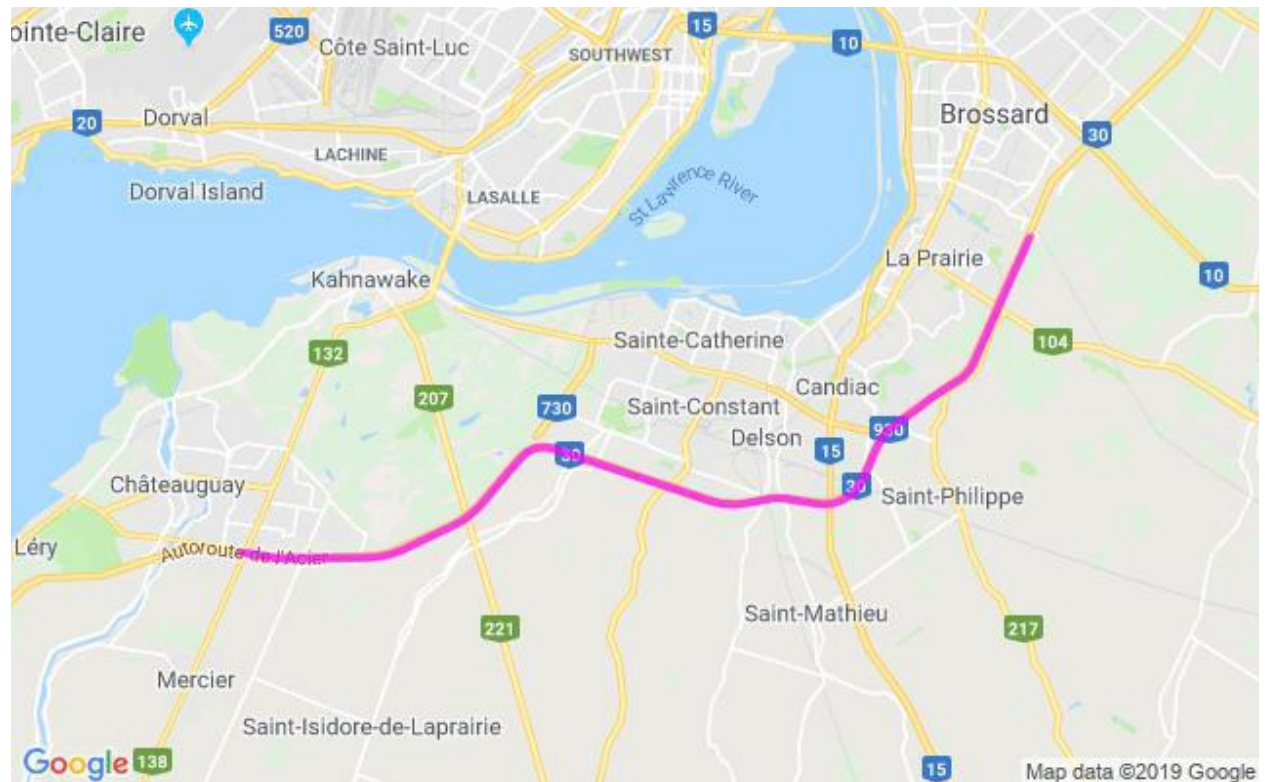 15
ointe-Claire
520
10
Côte Saint-Luc
SOUTHWEST
Brossard
20
Dorval
30
LACHINE
Dorval Island
LASALLE
St Lawrence River
La Prairie
10
Kahnawake
Sainte-Catherine
104
132
Candiac
207
730
Saint-Constant
930
Delson
15
30
Châteauguay
30
Saint-Philippe
Léry
Autoroute de l'Acier
Saint-Mathieu
221
217
Mercier
Saint-Isidore-de-Laprairie
Google
138
15
Map data ©2019 Google